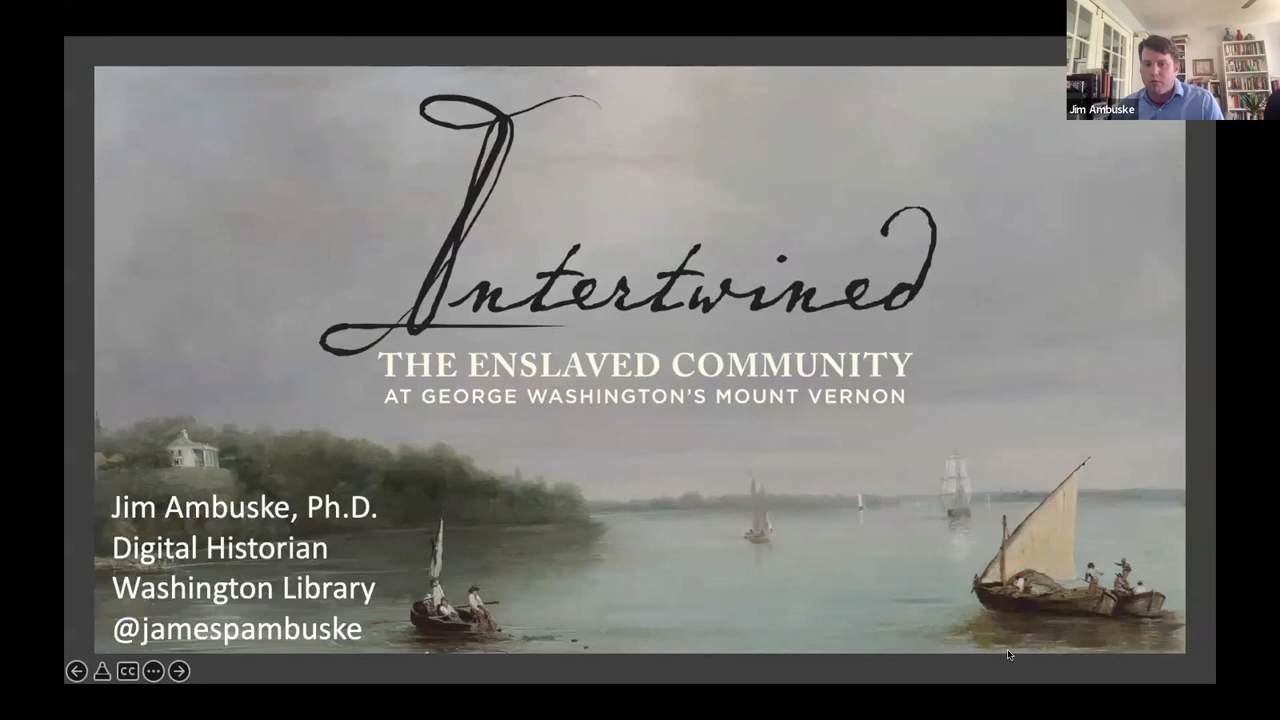 Jim Ambuske
Intertwined
THE ENSLAVED COMMUNITY
AT GEORGE WASHINGTON'S MOUNT VERNON
Jim Ambuske, Ph.D.
Digital Historian
Washington Library
@jamespambuske
CC